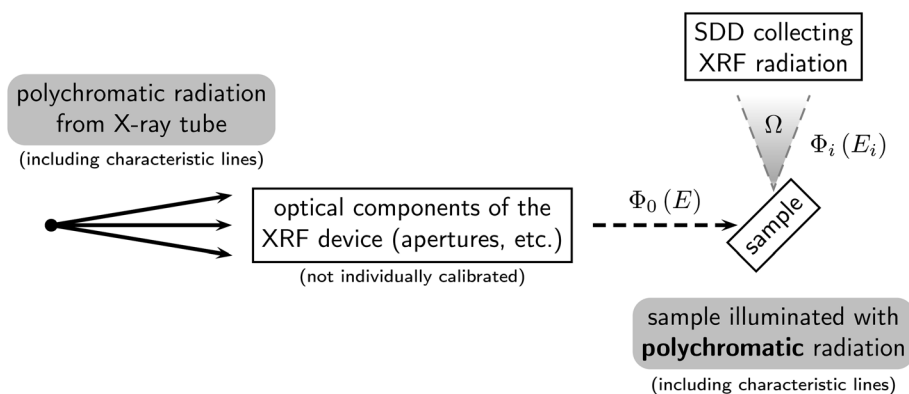 polychromatic radiation
from X-ray tube
(including characteristic lines)
optical components of the
XRF device (apertures, etc.)
(not individually calibrated)
Φ₀ (E)
SDD collecting
XRF radiation
Ω
Φᵢ (Eᵢ)
sample
sample illuminated with
polychromatic radiation
(including characteristic lines)